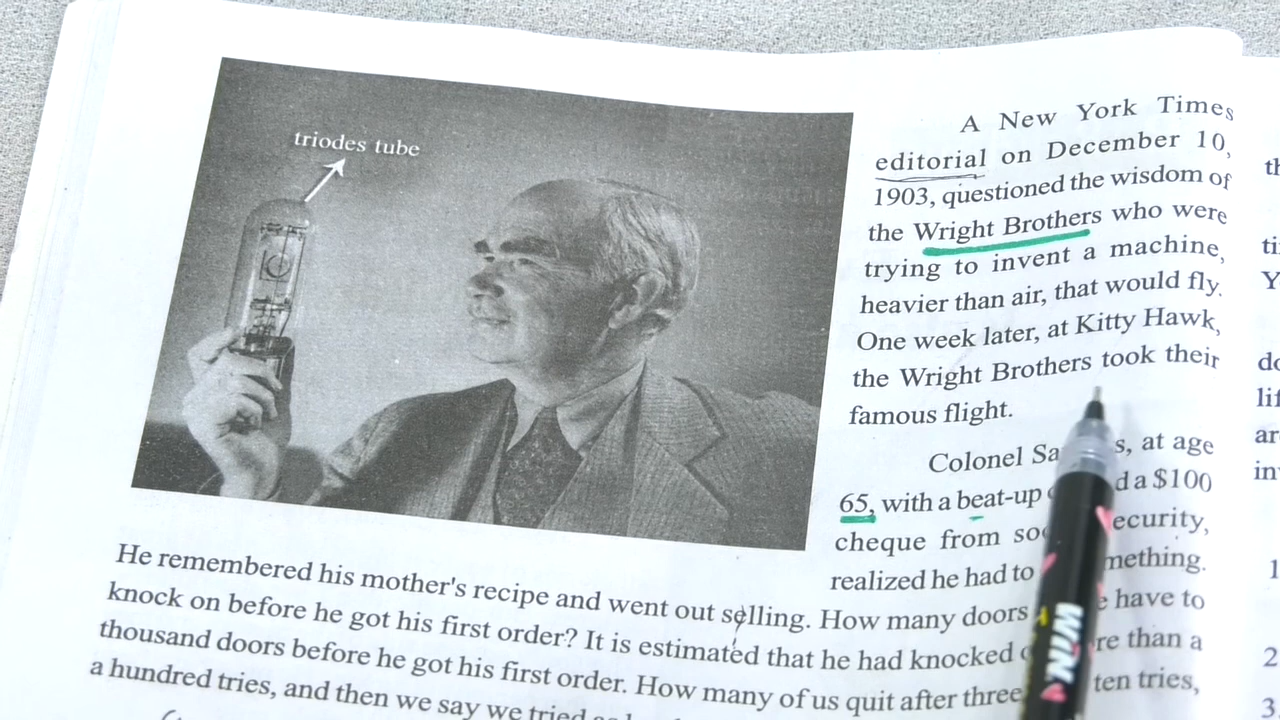 triodes tube
A New York Times
editorial on December 10,
1903, questioned the wisdom of
the Wright Brothers who were
trying to invent a machine,
heavier than air, that would fly.
One week later, at Kitty Hawk,
the Wright Brothers took their
famous flight.
Colonel s, at age
65, with a beat-up a $100
cheque from
realized he had to
He remembered his mother's recipe and went out selling. How many doors have to
knock on before he got his first order? It is estimated that he had knocked than a
thousand doors before he got his first order. How many of us quit after three ten tries,
a hundred tries, and then we say we tried
1
2
3
WIN